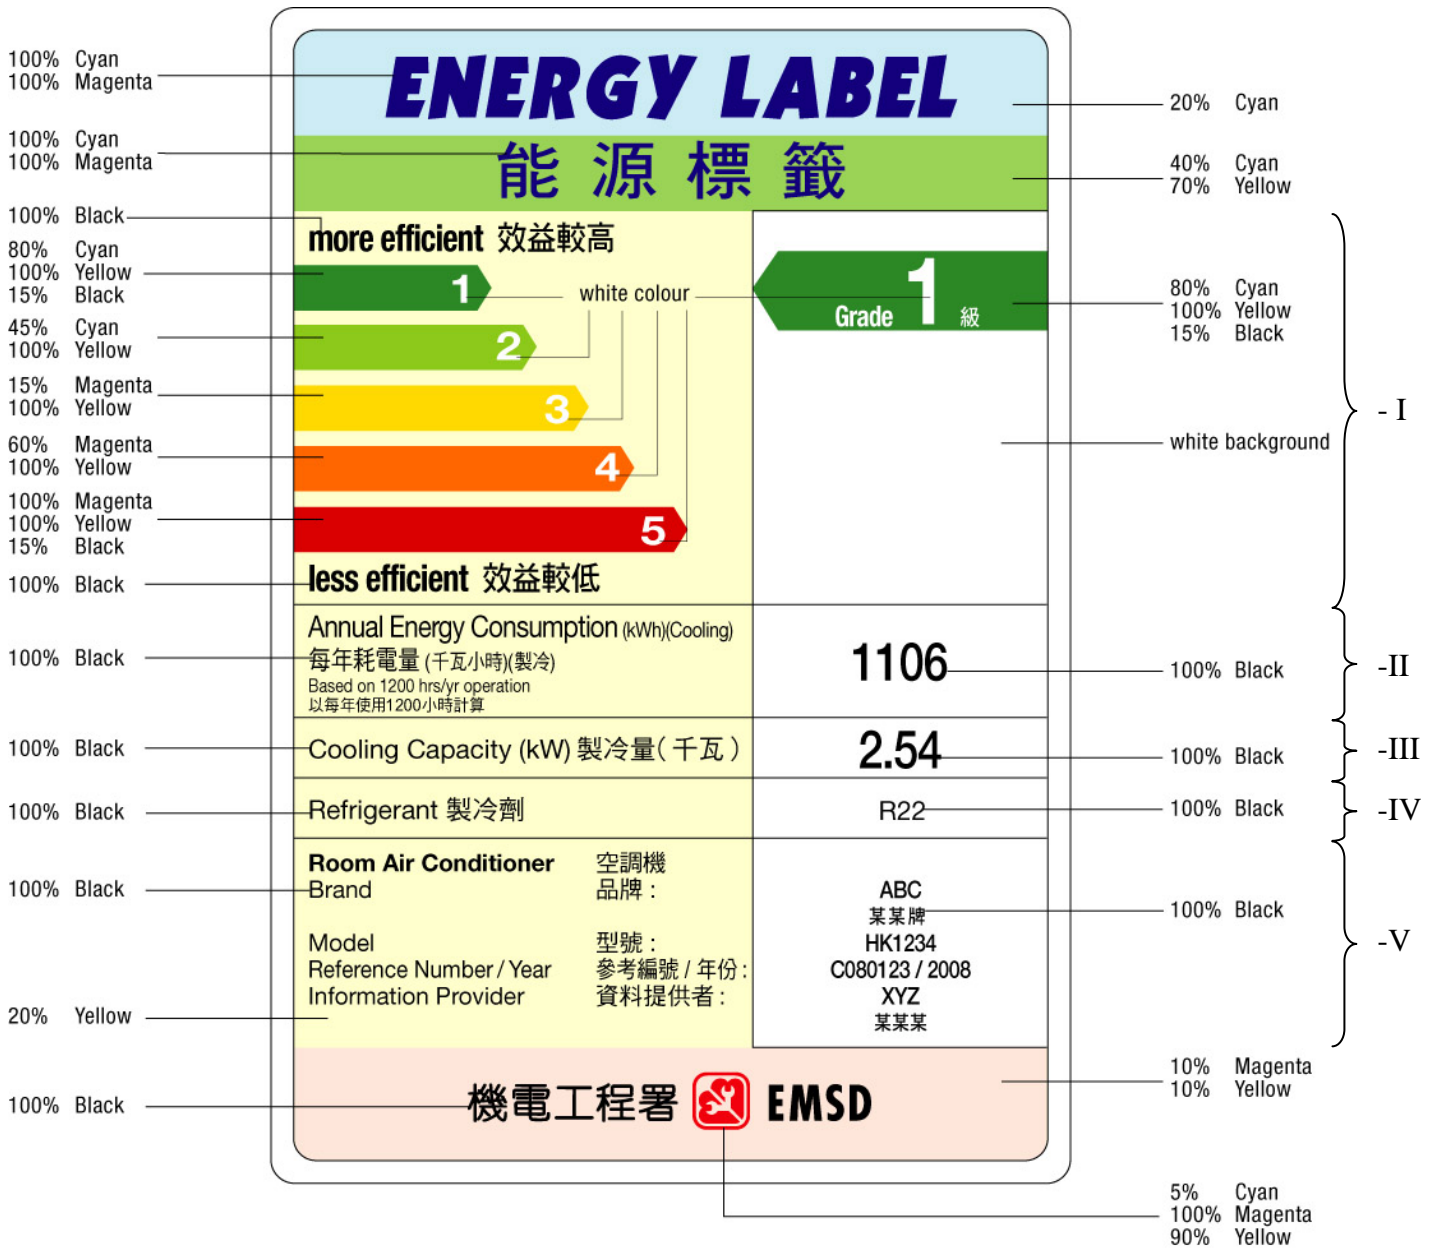 100% Cyan
100% Magenta
ENERGY LABEL
20% Cyan
100% Cyan
100% Magenta
能源標籤
40% Cyan
70% Yellow
100% Black
more efficient 效益較高
80% Cyan
100% Yellow
15% Black
1
white colour
Grade 1 級
80% Cyan
100% Yellow
15% Black
45% Cyan
100% Yellow
2
15% Magenta
100% Yellow
3
- I
60% Magenta
100% Yellow
4
white background
100% Magenta
100% Yellow
15% Black
5
100% Black
less efficient 效益較低
Annual Energy Consumption (kWh)(Cooling)
每年耗電量 (千瓦小時)(製冷)
Based on 1200 hrs/yr operation
以每年使用1200小時計算
100% Black
1106
100% Black
-II
100% Black
Cooling Capacity (kW) 製冷量(千瓦)
2.54
100% Black
-III
100% Black
Refrigerant 製冷劑
R22
100% Black
-IV
Room Air Conditioner 空調機
100% Black
Brand 品牌 :
ABC
某某牌
100% Black
Model 型號 :
HK1234
-V
Reference Number / Year 參考編號 / 年份 :
C080123 / 2008
Information Provider 資料提供者 :
XYZ
某某某
20% Yellow
10% Magenta
10% Yellow
100% Black
機電工程署 EMSD
5% Cyan
100% Magenta
90% Yellow